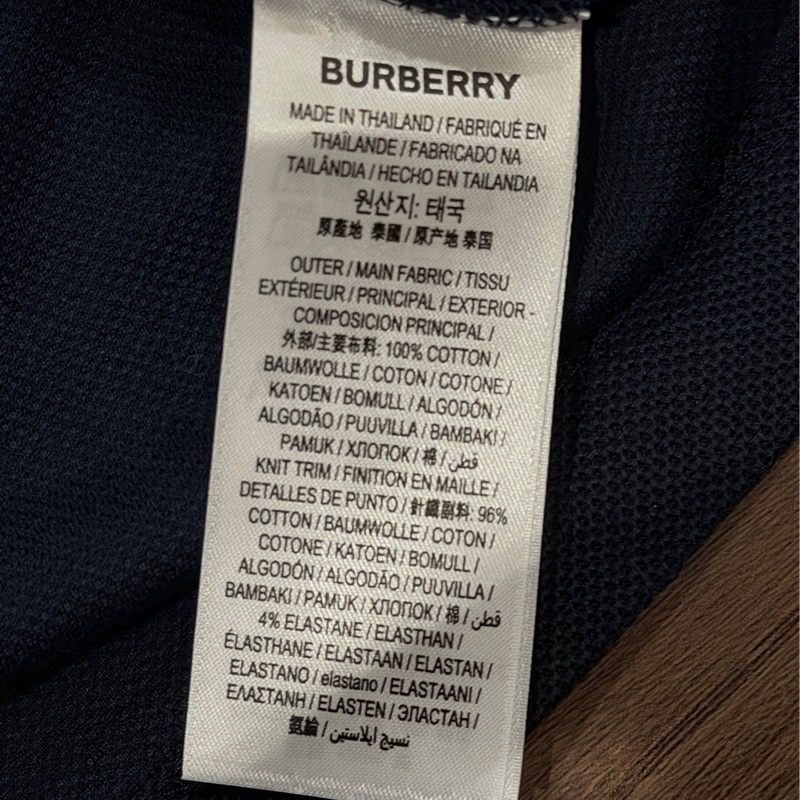 BURBERRY
MADE IN THAILAND / FABRIQUÉ EN
THAÏLANDE / FABRICADO NA
TAILÂNDIA / HECHO EN TAILANDIA
원산지: 태국
原產地 泰國 / 原产地 泰国
OUTER / MAIN FABRIC / TISSU
EXTÉRIEUR / PRINCIPAL / EXTERIOR -
COMPOSICION PRINCIPAL /
外部/主要布料: 100% COTTON /
BAUMWOLLE / COTON / COTONE /
KATOEN / BOMULL / ALGODÓN /
ALGODÃO / PUUVILLA / BAMBAKI /
PAMUK / ХЛОПОК / 棉 / قطن
KNIT TRIM / FINITION EN MAILLE /
DETALLES DE PUNTO / 針織副料: 96%
COTTON / BAUMWOLLE / COTON /
COTONE / KATOEN / BOMULL /
ALGODÓN / ALGODÃO / PUUVILLA /
BAMBAKI / PAMUK / ХЛОПОК / 棉 / قطن
4% ELASTANE / ELASTHAN /
ÉLASTHANE / ELASTAAN / ELASTAN /
ELASTANO / elastano / ELASTAANI /
ΕΛΑΣΤΑΝΗ / ELASTEN / ЭЛАСТАН /
氨綸 / نسيج ايلاستين